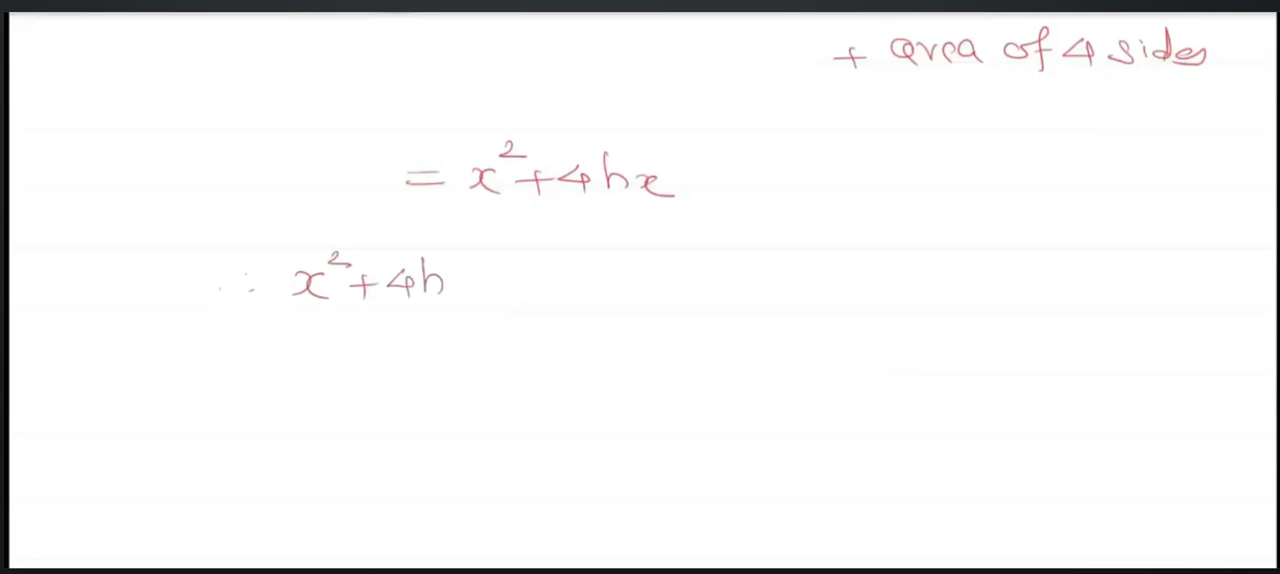 + area of 4 sides
= x² + 4hx
∴ x² + 4h